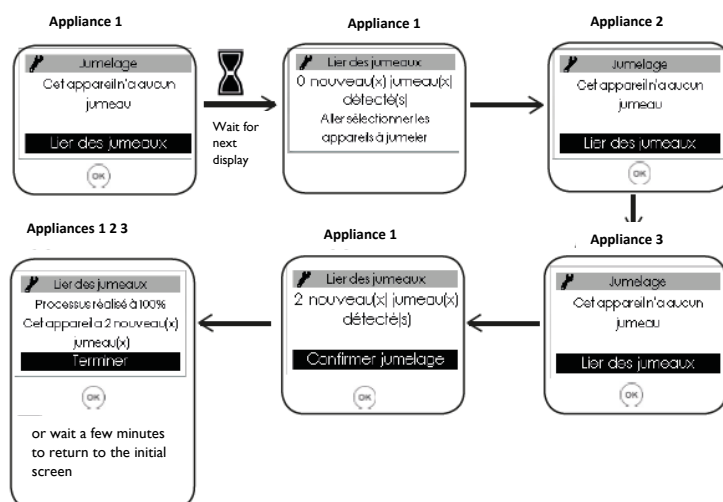 Appliance 1
Jumelage
Cet appareil n'a aucun
jumeau
Lier des jumeaux
OK
Wait for
next
display
Appliance 1
Lier des jumeaux
0 nouveau(x) jumeau(x|
détecté(s|
Aller sélectionner les
appareils à jumeler
Appliance 2
Jumelage
Cet appareil n'a aucun
jumeau
Lier des jumeaux
OK
Appliance 3
Jumelage
Cet appareil n'a aucun
jumeau
Lier des jumeaux
OK
Appliance 1
Lier des jumeaux
2 nouveau(x| jumeau(x)
détecté(s)
Confirmer jumelage
OK
Appliances 1 2 3
Lier des jumeaux
Processus réalisé à 100%
Cet appareil a 2 nouveau(x)
jumeau(x)
Terminer
OK
or wait a few minutes
to return to the initial
screen